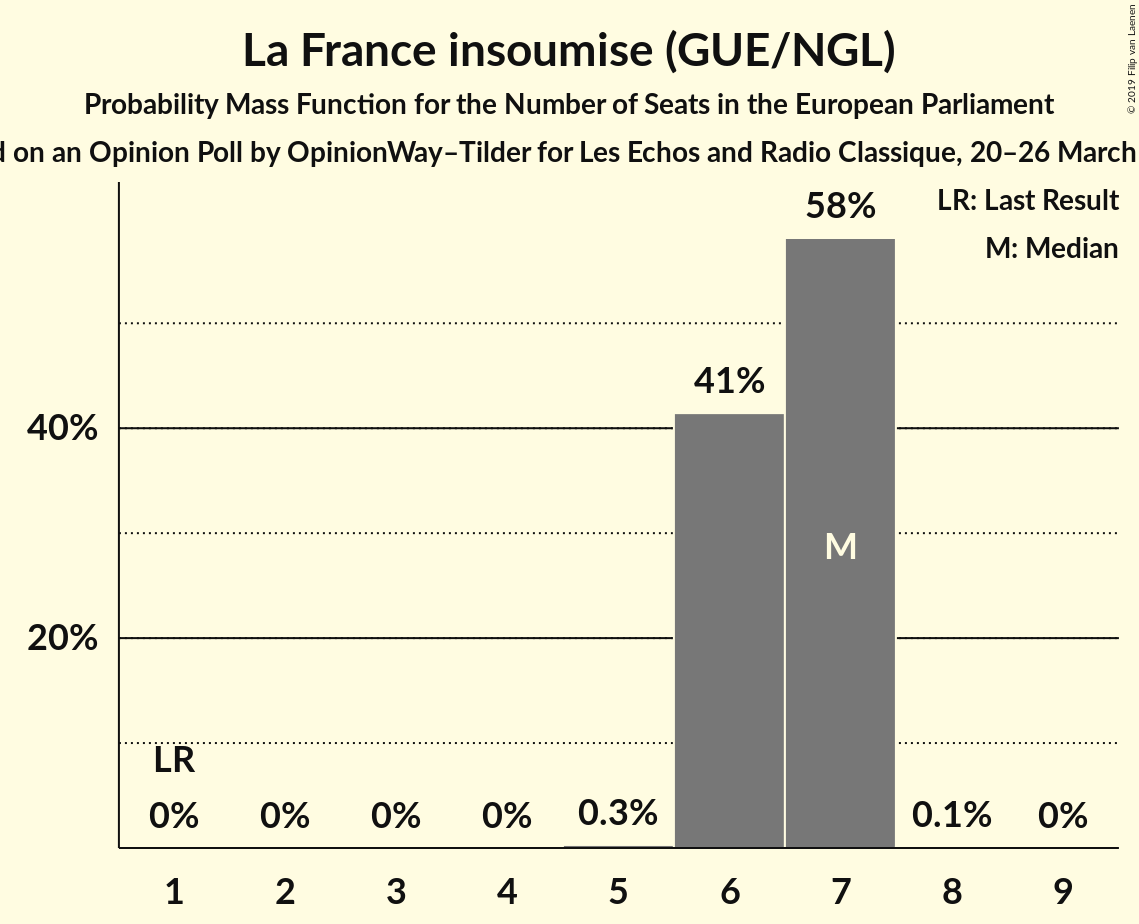 La France insoumise (GUE/NGL)
Probability Mass Function for the Number of Seats in the European Parliament
on an Opinion Poll by OpinionWay–Tilder for Les Echos and Radio Classique, 20–26 March
© 2019 Filip van Laenen
LR: Last Result
M: Median
58%
41%
40%
M
20%
LR
0% 0% 0% 0% 0.3% 0.1% 0%
1 2 3 4 5 6 7 8 9